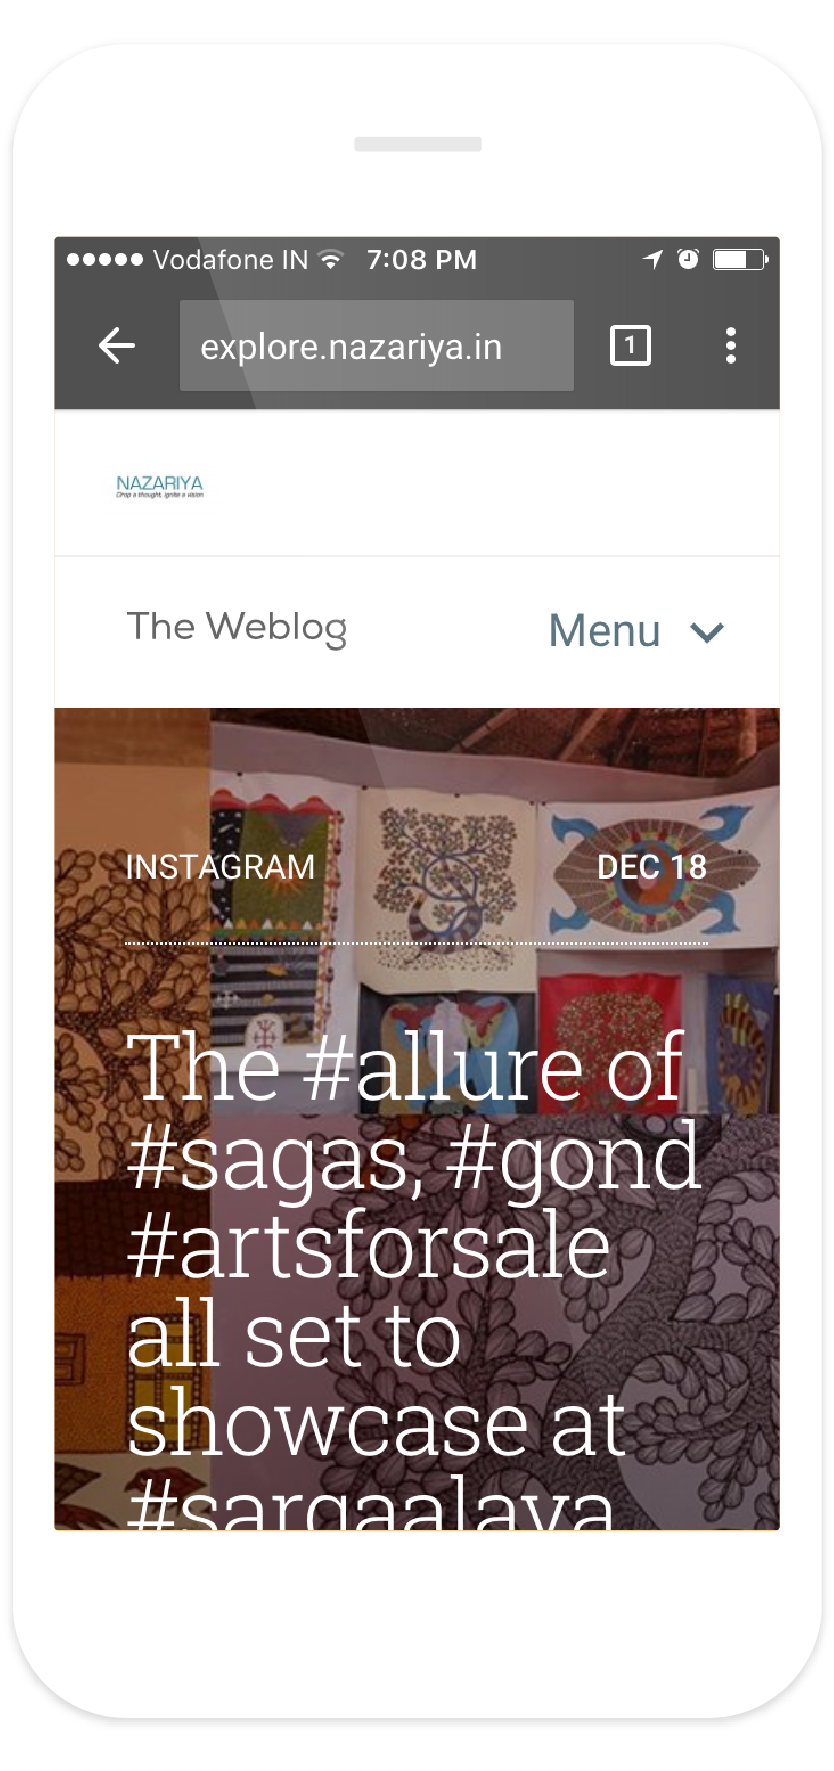 Vodafone IN 7:08 PM
explore.nazariya.in 1
NAZARIYA
Drop a thought, ignite a vision
The Weblog Menu
INSTAGRAM DEC 18
The #allure of
#sagas, #gond
#artsforsale
all set to
showcase at
#sargaalaya